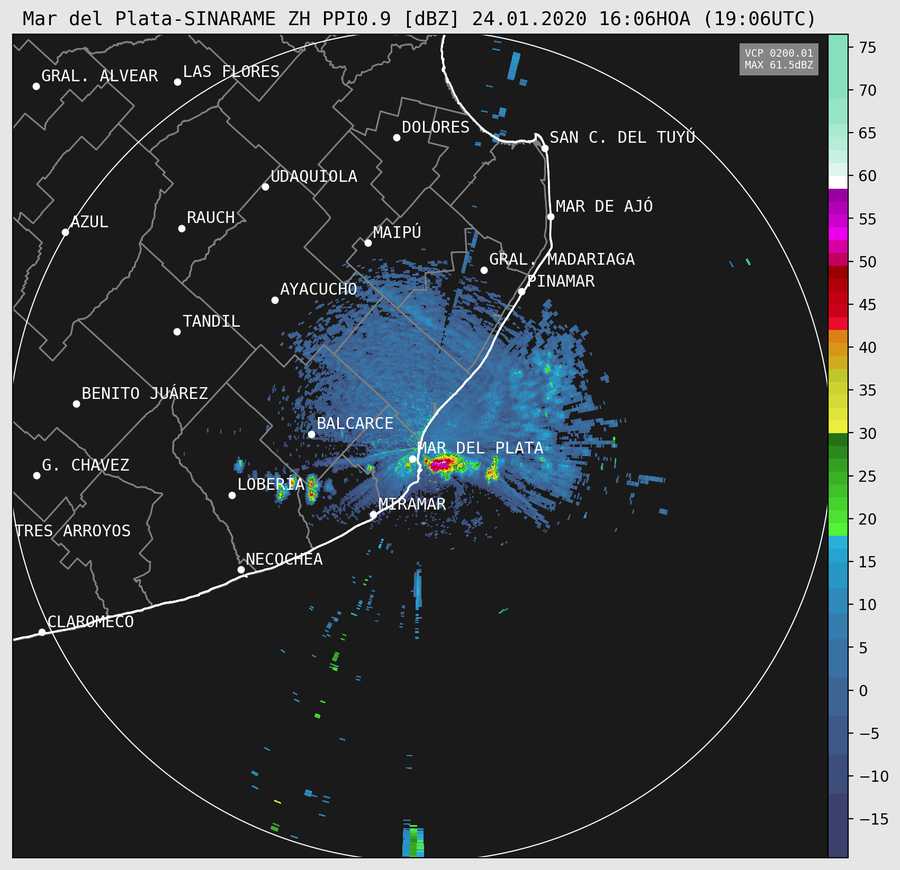 Mar del Plata-SINARAME ZH PPI0.9 [dBZ] 24.01.2020 16:06HOA (19:06UTC)
VCP 0200.01
MAX 61.5dBZ
GRAL. ALVEAR
LAS FLORES
DOLORES
SAN C. DEL TUYÚ
UDAQUIOLA
MAR DE AJÓ
AZUL
RAUCH
MAIPÚ
GRAL. MADARIAGA
PINAMAR
AYACUCHO
TANDIL
BENITO JUÁREZ
BALCARCE
MAR DEL PLATA
G. CHAVEZ
LOBERÍA
MIRAMAR
TRES ARROYOS
NECOCHEA
CLAROMECO
75
70
65
60
55
50
45
40
35
30
25
20
15
10
5
0
−5
−10
−15